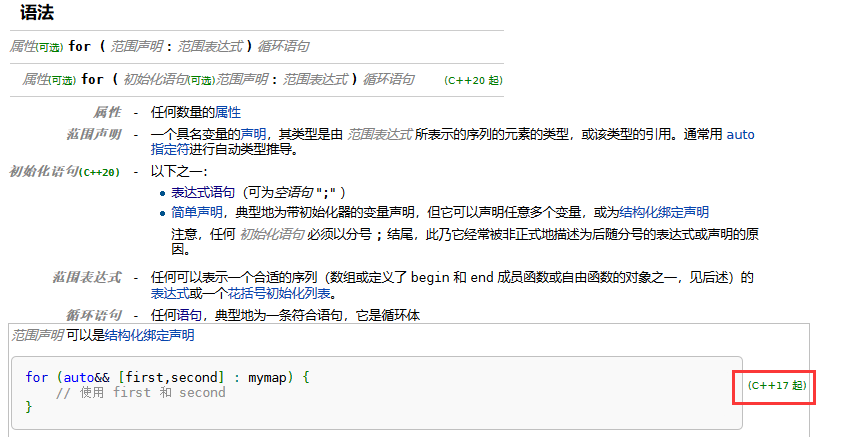 语法
属性(可选) for ( 范围声明 : 范围表达式 ) 循环语句
属性(可选) for ( 初始化语句(可选)范围声明 : 范围表达式 ) 循环语句 (C++20 起)
属性 - 任何数量的属性
范围声明 - 一个具名变量的声明，其类型是由 范围表达式 所表示的序列的元素的类型，或该类型的引用。通常用 auto
指定符进行自动类型推导。
初始化语句(C++20) - 以下之一：
• 表达式语句（可为空语句 ";" ）
• 简单声明，典型地为带初始化器的变量声明，但它可以声明任意多个变量，或为结构化绑定声明
注意，任何 初始化语句 必须以分号 ; 结尾，此乃它经常被非正式地描述为后随分号的表达式或声明的原
因。
范围表达式 - 任何可以表示一个合适的序列（数组或定义了 begin 和 end 成员函数或自由函数的对象之一，见后述）的
表达式或一个花括号初始化列表。
循环语句 - 任何语句，典型地为一条符合语句，它是循环体
范围声明 可以是结构化绑定声明
for (auto&& [first,second] : mymap) {
// 使用 first 和 second
}
(C++17 起)